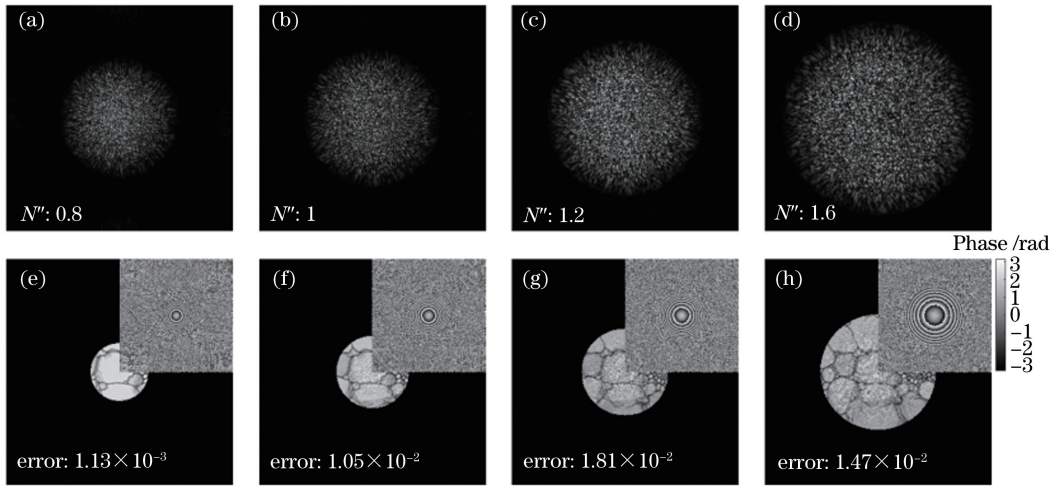 (a)
(b)
(c)
(d)
N″: 0.8
N″: 1
N″: 1.2
N″: 1.6
Phase /rad
(e)
(f)
(g)
(h)
3
2
1
0
−1
−2
−3
error: 1.13×10⁻³
error: 1.05×10⁻²
error: 1.81×10⁻²
error: 1.47×10⁻²